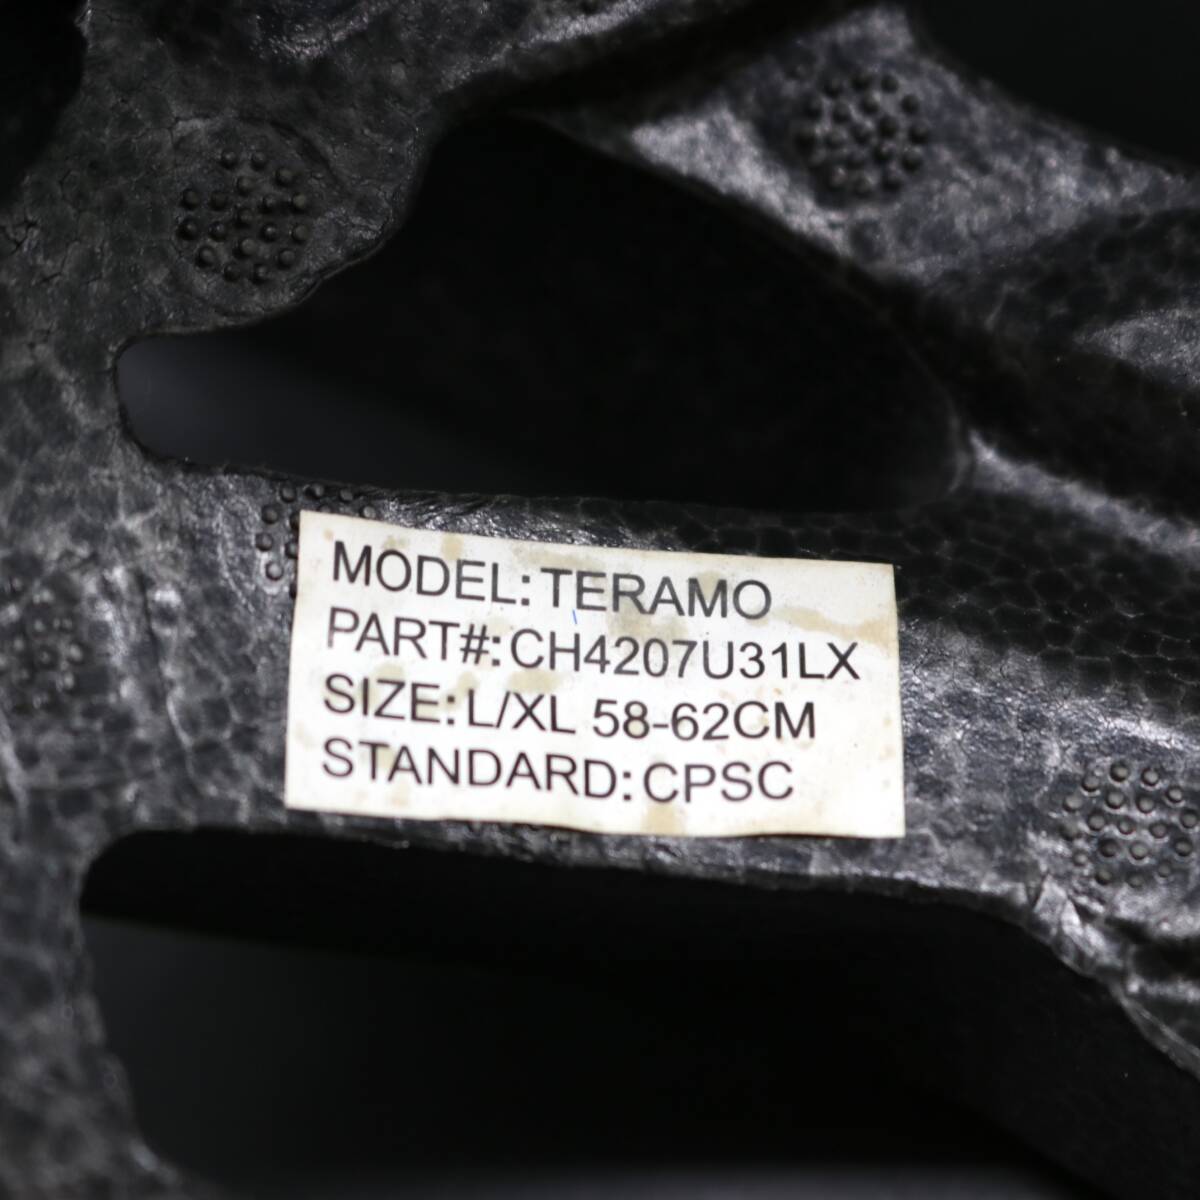 MODEL: TERAMO
PART#: CH4207U31LX
SIZE: L/XL 58-62CM
STANDARD: CPSC